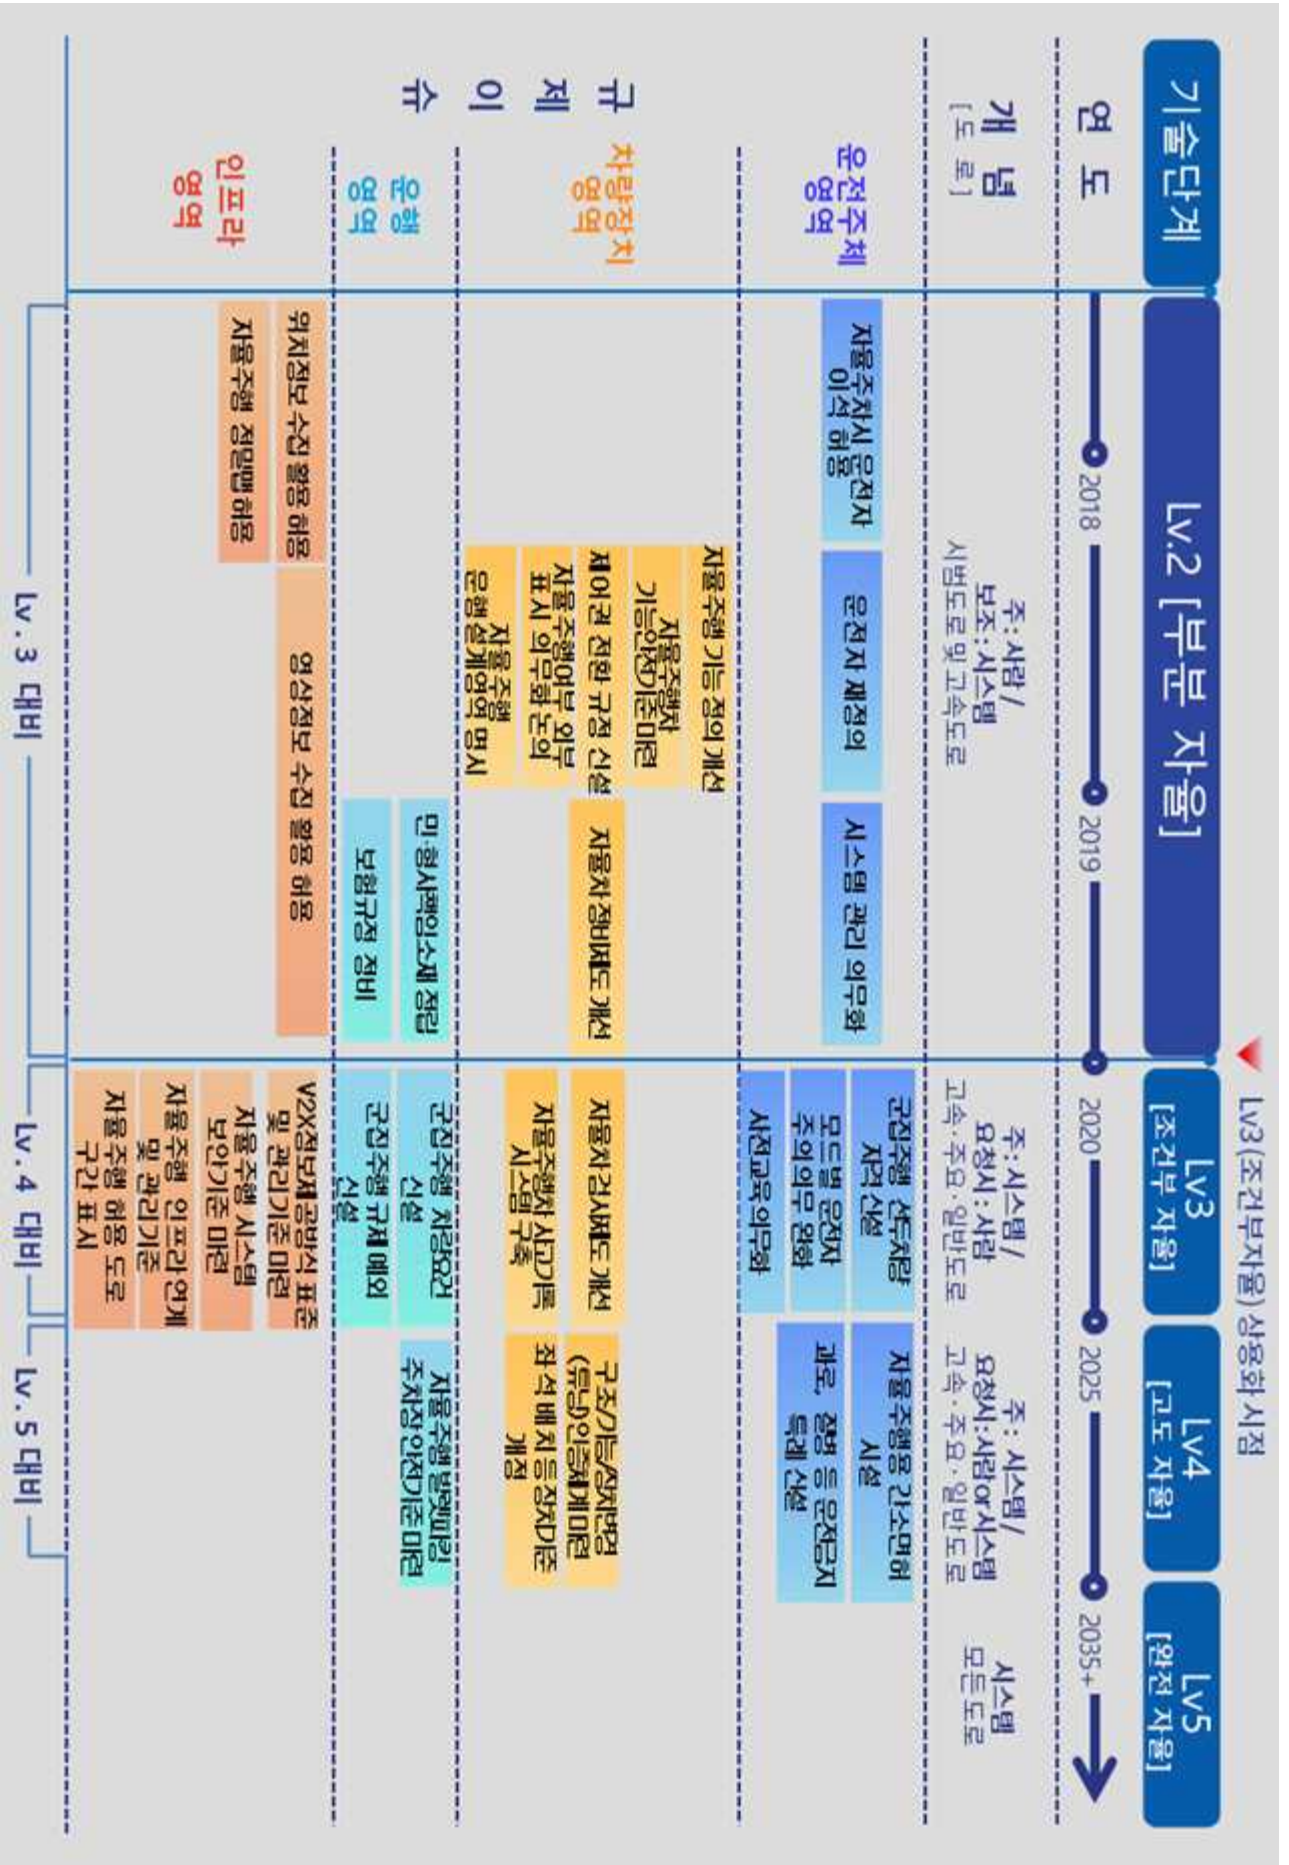 Lv3(조건부자율) 상용화 시점
기술단계
Lv.2 [부분 자율]
Lv3
[조건부 자율]
Lv4
[고도 자율]
Lv5
[완전 자율]
연 도
2018
2019
2020
2025
2035+
개 념
[도 로]
주:사람/
보조:시스템
시범도로 및 고속도로
주:시스템/
요청시:사람
고속·주요·일반도로
주: 시스템/
요청시:사람or시스템
고속·주요·일반도로
시스템
모든도로
규 제 이 슈
운전주체
영역
자율주차시 운전자
이석 허용
운전자 재정의
시스템 관리 의무화
군집주행 선두차량
자격 신설
모드별 운전자
주의의무 완화
사전교육의무화
자율주행용 간소면허
시설
과로, 질병 등 운전금지
특례 신설
차량장치
영역
자율주행 기능 정의 개선
자율주행차
기능안전기준 마련
제어권 전환 규정 신설
자율주행여부 외부
표시 의무화 논의
자율주행
운행 설계영역 명시
자율차 정비제도 개선
자율차 검사제도 개선
자율주행차 사고기록
시스템 구축
구조/기능/장치변경
(튜닝)인증체계 마련
좌석배치 등 장치기준
개정
운행
영역
민·형사책임소재 정립
보험규정 정비
군집주행 차량요건
신설
군집주행 규제 예외
신설
자율주행 발렛파킹
주차장 안전기준 마련
인프라
영역
위치정보 수집 활용 허용
자율주행 정밀맵 허용
영상정보 수집 활용 허용
V2X정보제공방식 표준
및 관리기준 마련
자율주행 시스템
보안기준 마련
자율주행 인프라 연계
및 관리기준
자율주행 허용 도로
구간 표시
Lv.3 대비
Lv.4 대비
Lv.5 대비